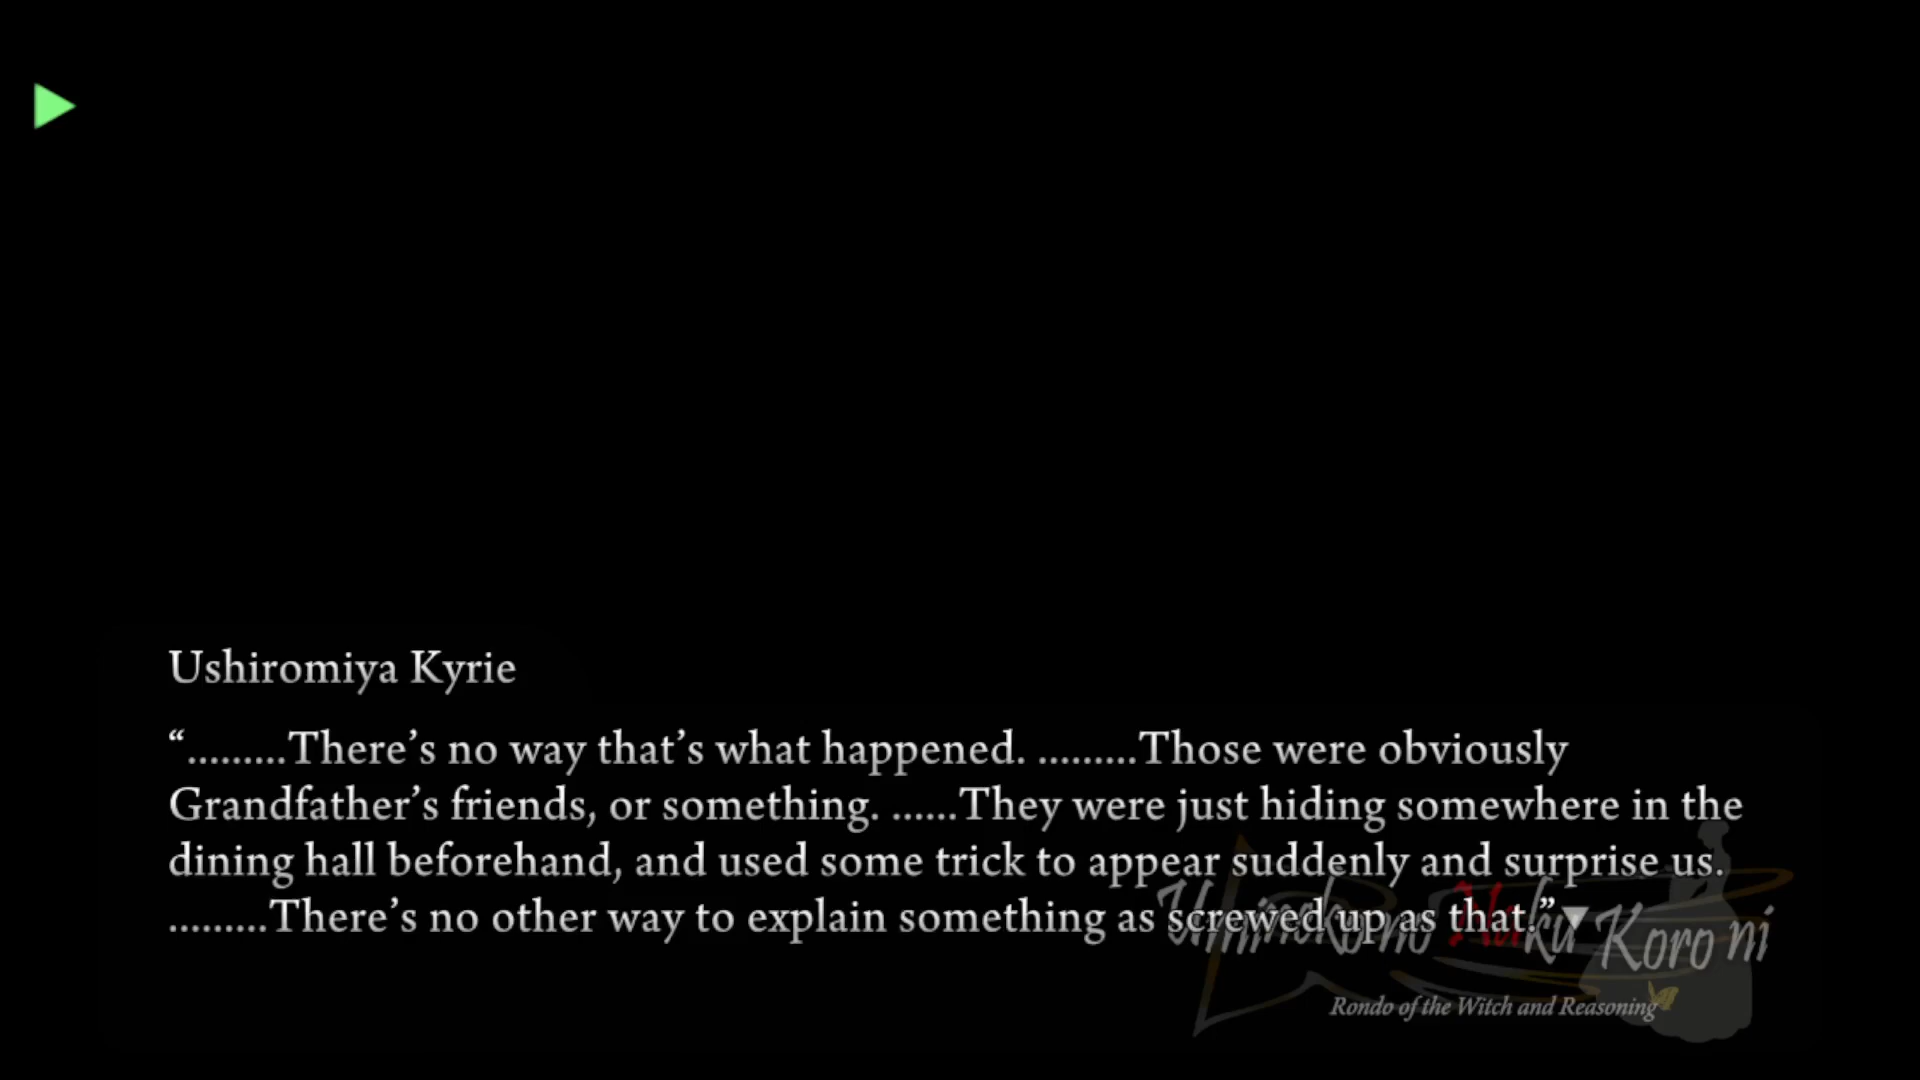 Ushiromiya Kyrie
“.........There’s no way that’s what happened. .........Those were obviously
Grandfather’s friends, or something. ......They were just hiding somewhere in the
dining hall beforehand, and used some trick to appear suddenly and surprise us.
.........There’s no other way to explain something as screwed up as that.”
Umineko no Naku Koro ni
Rondo of the Witch and Reasoning